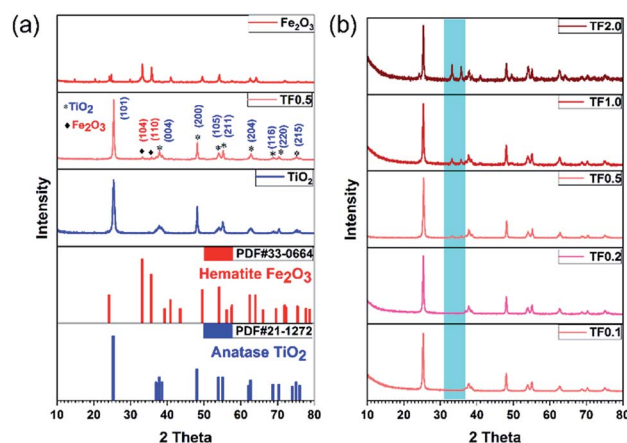 (a)
Fe₂O₃
TF0.5
*TiO₂
♦ Fe₂O₃
(101)
(104)
(110)
(004)
(200)
(105)
(211)
(204)
(116)
(220)
(215)
TiO₂
PDF#33-0664
Hematite Fe₂O₃
PDF#21-1272
Anatase TiO₂
Intensity
10 20 30 40 50 60 70 80
2 Theta
(b)
TF2.0
TF1.0
TF0.5
TF0.2
TF0.1
Intensity
10 20 30 40 50 60 70 80
2 Theta